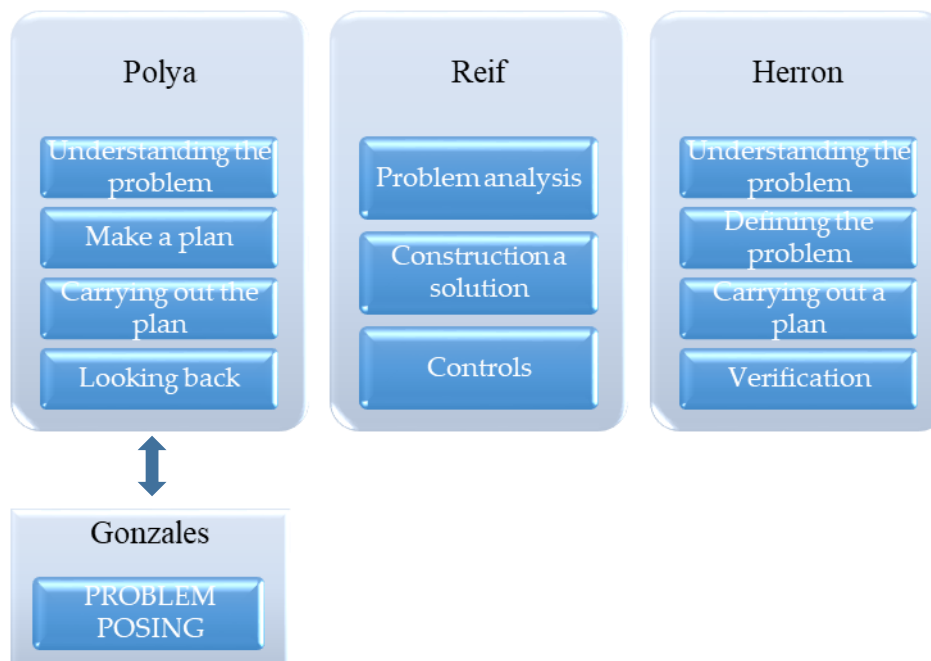 Polya
Understanding the
problem
Make a plan
Carrying out the
plan
Looking back
Reif
Problem analysis
Construction a
solution
Controls
Herron
Understanding the
problem
Defining the
problem
Carrying out a
plan
Verification
Gonzales
PROBLEM
POSING